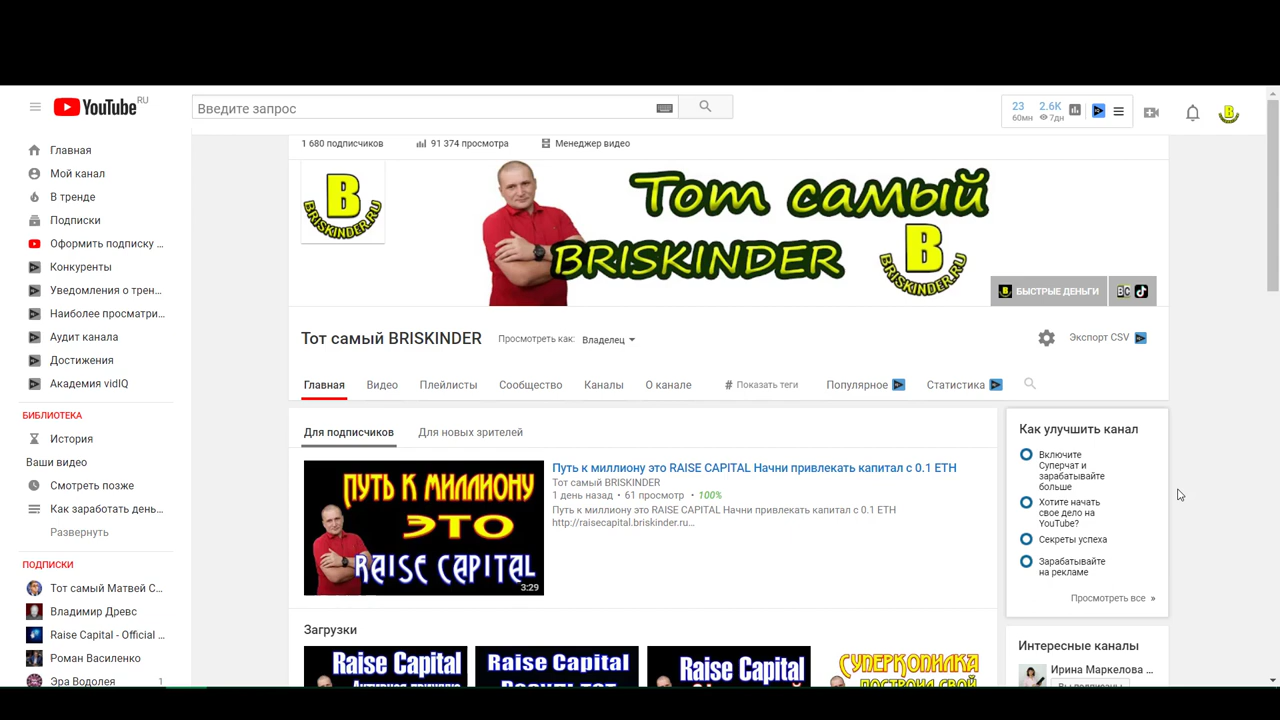 YouTube RU
Введите запрос
23
60мн
2.6K
7дн
B
Главная
Мой канал
В тренде
Подписки
Оформить подписку ...
Конкуренты
Уведомления о трен...
Наиболее просматри...
Аудит канала
Достижения
Академия vidIQ
БИБЛИОТЕКА
История
Ваши видео
Смотреть позже
Как заработать день...
Развернуть
ПОДПИСКИ
Тот самый Матвей С...
Владимир Древс
Raise Capital - Official ...
Роман Василенко
Эра Водолея 1
1 680 подписчиков
91 374 просмотра
Менеджер видео
B
BRISKINDER.RU
Тот самый
BRISKINDER
B
BRISKINDER.RU
БЫСТРЫЕ ДЕНЬГИ
Тот самый BRISKINDER
Просмотреть как: Владелец
Экспорт CSV
Главная
Видео
Плейлисты
Сообщество
Каналы
О канале
# Показать теги
Популярное
Статистика
Для подписчиков
Для новых зрителей
ПУТЬ К МИЛЛИОНУ
ЭТО
RAISE CAPITAL
3:29
Путь к миллиону это RAISE CAPITAL Начни привлекать капитал с 0.1 ETH
Тот самый BRISKINDER
1 день назад • 61 просмотр • 100%
Путь к миллиону это RAISE CAPITAL Начни привлекать капитал с 0.1 ETH
http://raisecapital.briskinder.ru...
Загрузки
Raise Capital
Raise Capital
РЕЗУЛЬТАТ
Raise Capital
СУПЕРКОПИЛКА
ПОСТРОИЛ СВОЙ
Как улучшить канал
Включите
Суперчат и
зарабатывайте
больше
Хотите начать
свое дело на
YouTube?
Секреты успеха
Зарабатывайте
на рекламе
Просмотреть все »
Интересные каналы
Ирина Маркелова ...
Вы подписаны